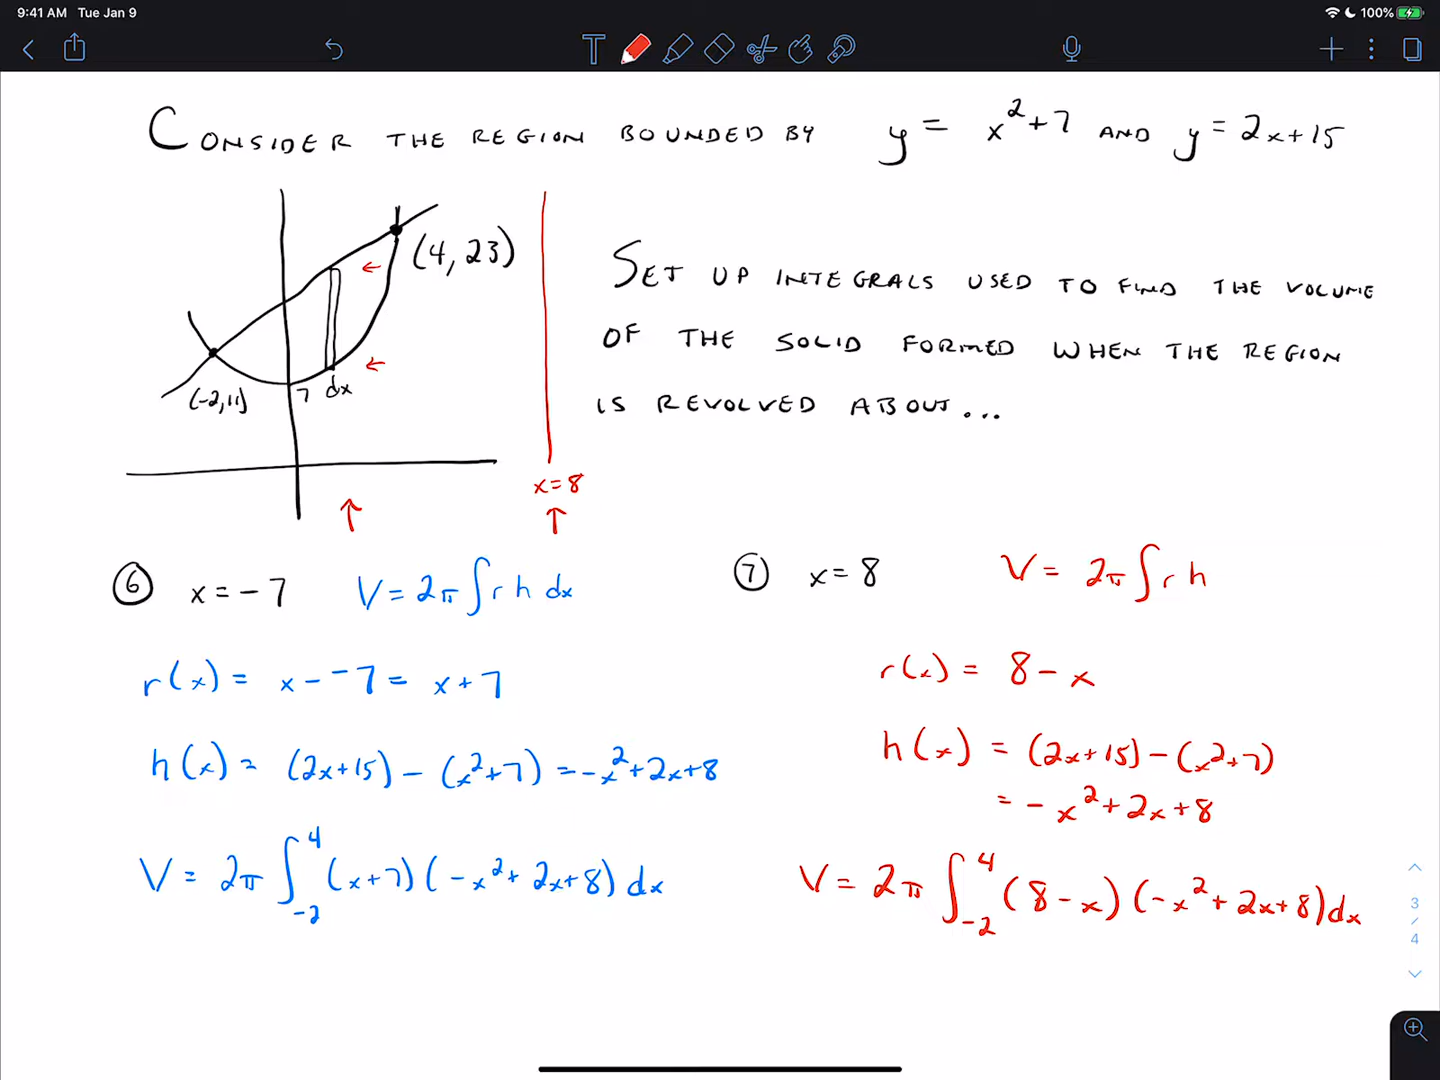 9:41 AM Tue Jan 9
100%
CONSIDER THE REGION BOUNDED BY y = x²+7 AND y = 2x+15
(4, 23)
(-2,11)
7
dx
x=8
SET UP INTEGRALS USED TO FIND THE VOLUME
OF THE SOLID FORMED WHEN THE REGION
IS REVOLVED ABOUT...
⑥ x = -7 V = 2π ∫ r h dx
r(x) = x - -7 = x+7
h(x) = (2x+15) - (x²+7) = -x²+2x+8
V = 2π ∫₋₂⁴ (x+7)(-x²+2x+8) dx
⑦ x = 8 V = 2π ∫ r h
r(x) = 8 - x
h(x) = (2x+15) - (x²+7)
= -x²+2x+8
V = 2π ∫₋₂⁴ (8-x)(-x²+2x+8) dx
3
/
4